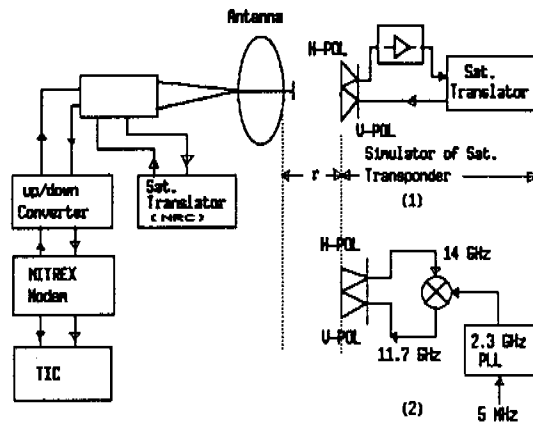 Antenna
H-POL
Sat.
Translator
V-POL
Simulator of Sat.
Transponder
(1)
r
up/down
Converter
Sat.
Translator
(NRC)
MITREX
Modem
TIC
H-POL
14 GHz
V-POL
11.7 GHz
2.3 GHz
PLL
(2)
5 MHz